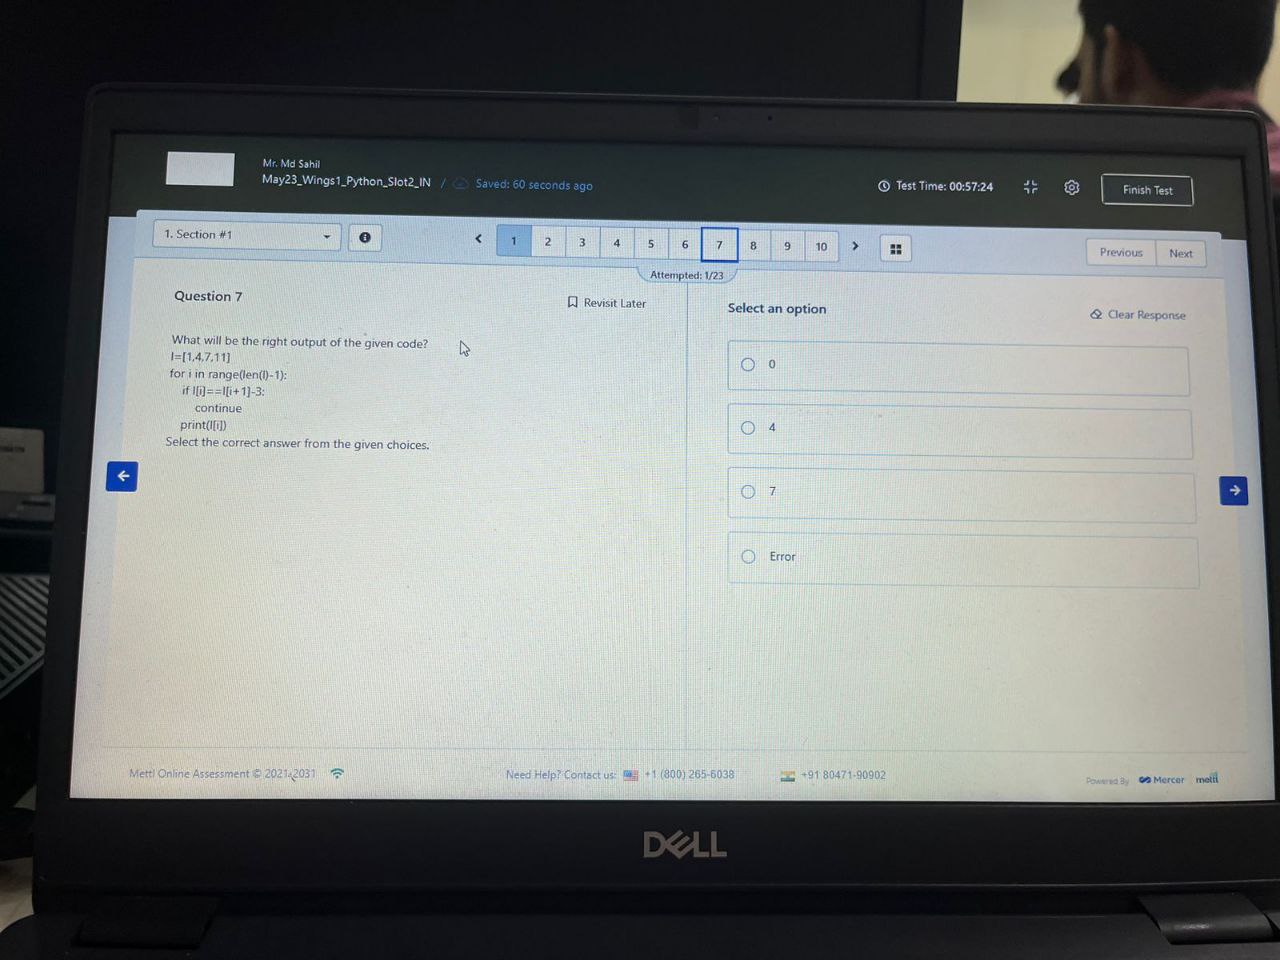 Mr. Md Sahil
May23_Wings1_Python_Slot2_IN / Saved: 60 seconds ago
Test Time: 00:57:24
Finish Test
1. Section #1
1 2 3 4 5 6 7 8 9 10
Previous Next
Attempted: 1/23
Question 7
Revisit Later
What will be the right output of the given code?
l=[1,4,7,11]
for i in range(len(l)-1):
if l[i]==l[i+1]-3:
continue
print(l[i])
Select the correct answer from the given choices.
Select an option
Clear Response
0
4
7
Error
Mettl Online Assessment © 2021-2031
Need Help? Contact us: +1 (800) 265-6038 +91 80471-90902
Powered By Mercer mettl
DELL